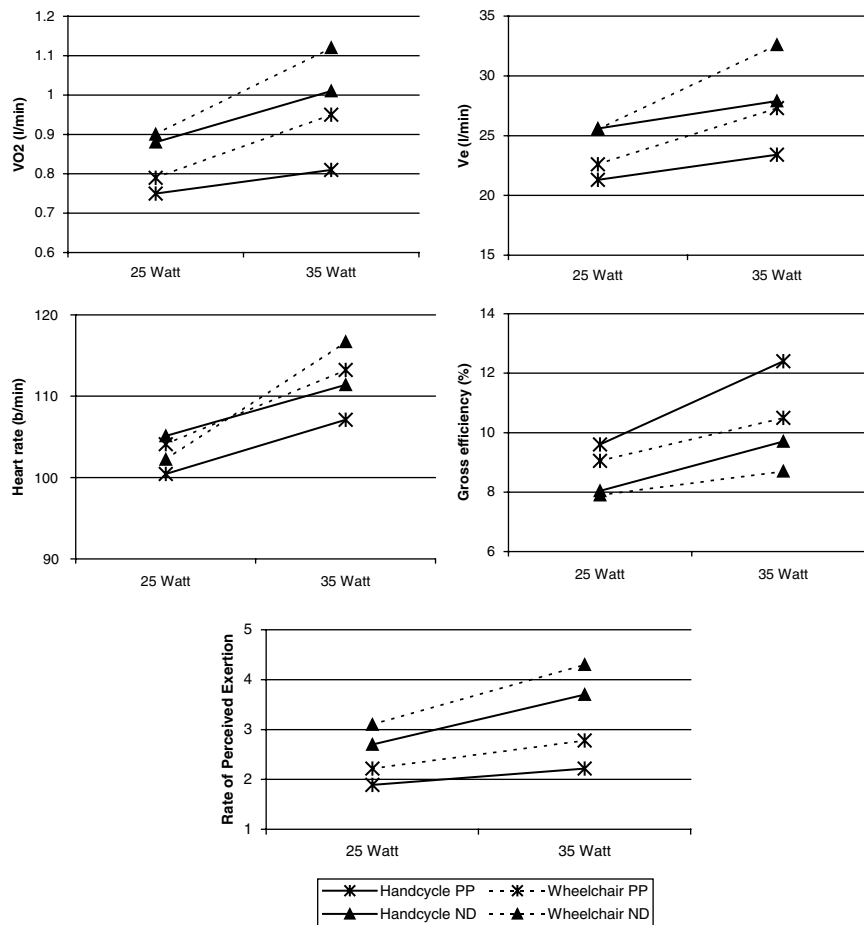 1.2
1.1
1
0.9
0.8
0.7
0.6
VO2 (l/min)
25 Watt 35 Watt
35
30
25
20
15
Ve (l/min)
25 Watt 35 Watt
120
110
100
90
Heart rate (b/min)
25 Watt 35 Watt
14
12
10
8
6
Gross efficiency (%)
25 Watt 35 Watt
5
4
3
2
1
Rate of Perceived Exertion
25 Watt 35 Watt
Handcycle PP Wheelchair PP
Handcycle ND Wheelchair ND